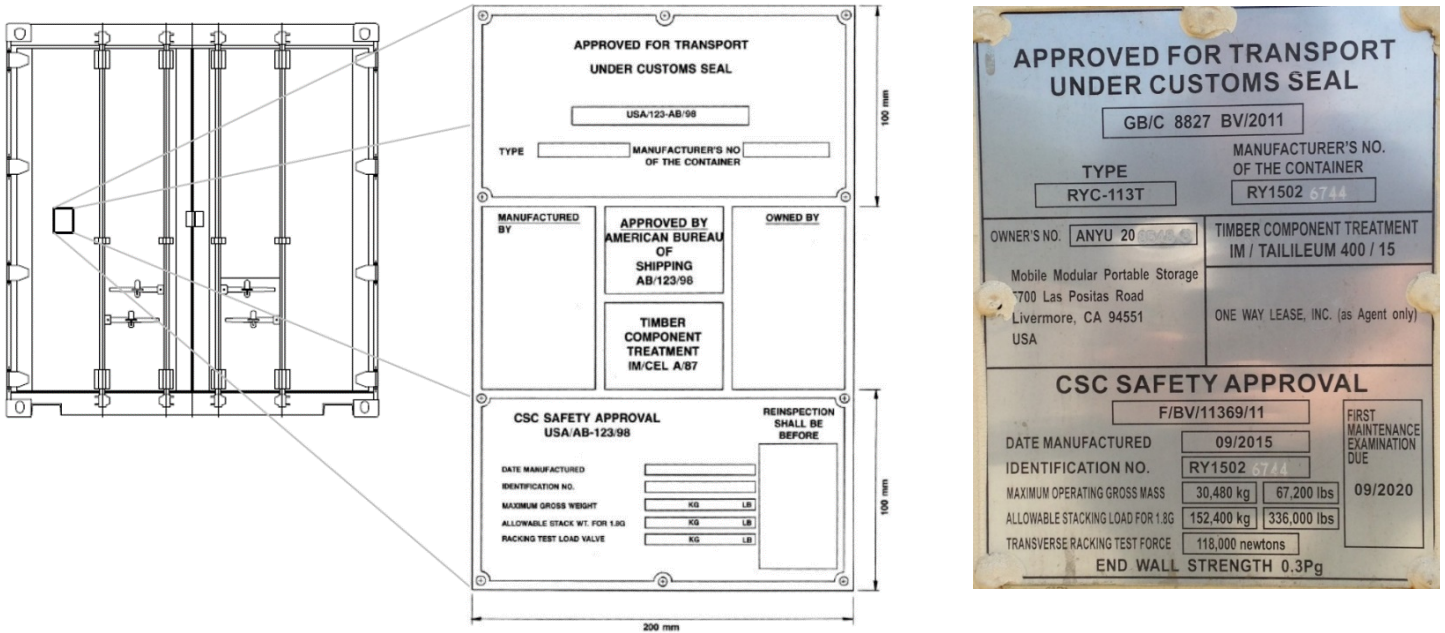 APPROVED FOR TRANSPORT
UNDER CUSTOMS SEAL
USA/123-AB/98
TYPE
MANUFACTURER'S NO
OF THE CONTAINER
100 mm
MANUFACTURED
BY
APPROVED BY
AMERICAN BUREAU
OF
SHIPPING
AB/123/98
OWNED BY
TIMBER
COMPONENT
TREATMENT
IM/CEL A/87
CSC SAFETY APPROVAL
USA/AB-123/98
REINSPECTION
SHALL BE
BEFORE
DATE MANUFACTURED
IDENTIFICATION NO.
MAXIMUM GROSS WEIGHT KG LB
ALLOWABLE STACK WT. FOR 1.8G KG LB
RACKING TEST LOAD VALVE KG LB
100 mm
200 mm
APPROVED FOR TRANSPORT
UNDER CUSTOMS SEAL
GB/C 8827 BV/2011
TYPE
RYC-113T
MANUFACTURER'S NO.
OF THE CONTAINER
RY1502 6744
OWNER'S NO. ANYU 20
TIMBER COMPONENT TREATMENT
IM / TAILILEUM 400 / 15
Mobile Modular Portable Storage
5700 Las Positas Road
Livermore, CA 94551
USA
ONE WAY LEASE, INC. (as Agent only)
CSC SAFETY APPROVAL
F/BV/11369/11
DATE MANUFACTURED 09/2015
IDENTIFICATION NO. RY1502 6744
MAXIMUM OPERATING GROSS MASS 30,480 kg 67,200 lbs
ALLOWABLE STACKING LOAD FOR 1.8G 152,400 kg 336,000 lbs
TRANSVERSE RACKING TEST FORCE 118,000 newtons
FIRST
MAINTENANCE
EXAMINATION
DUE
09/2020
END WALL STRENGTH 0.3Pg